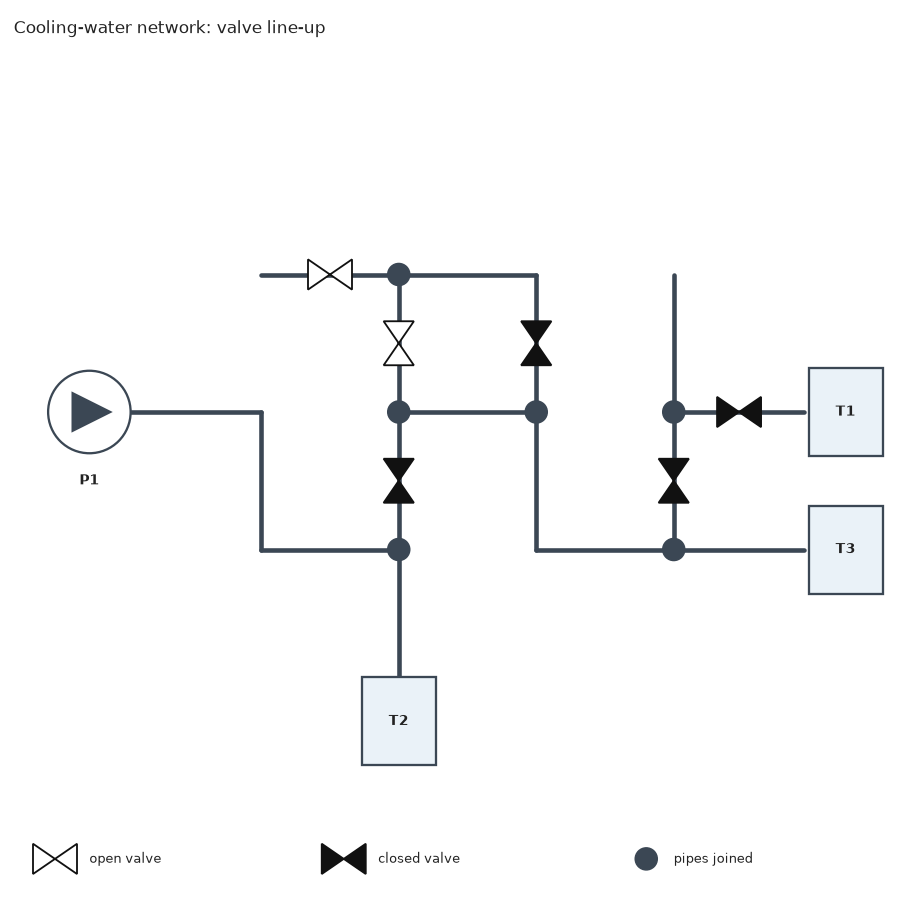 Cooling-water network: valve line-up
T1
P1
T3
T2
open valve
closed valve
pipes joined